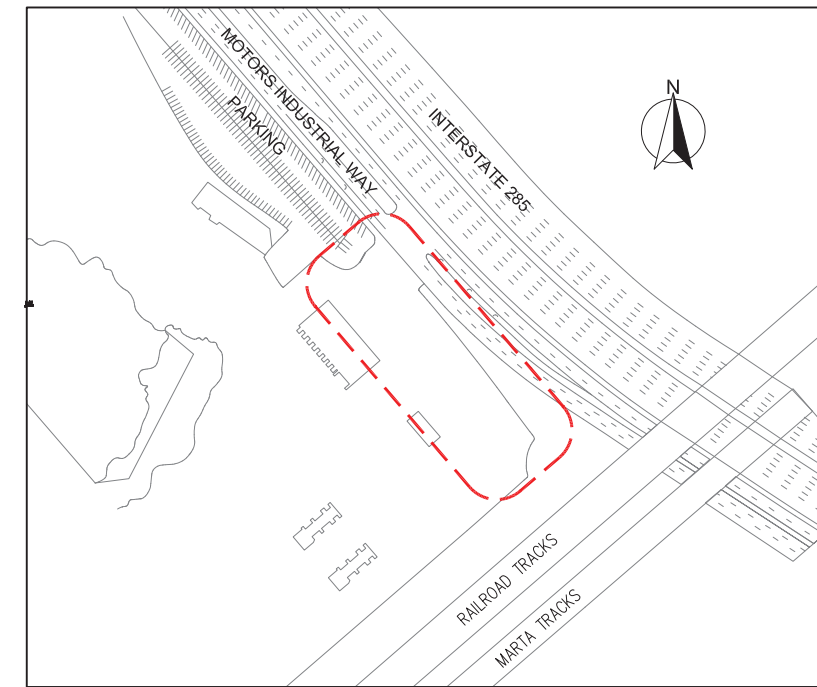 N
MOTORS INDUSTRIAL WAY
PARKING
INTERSTATE 285
RAILROAD TRACKS
MARTA TRACKS